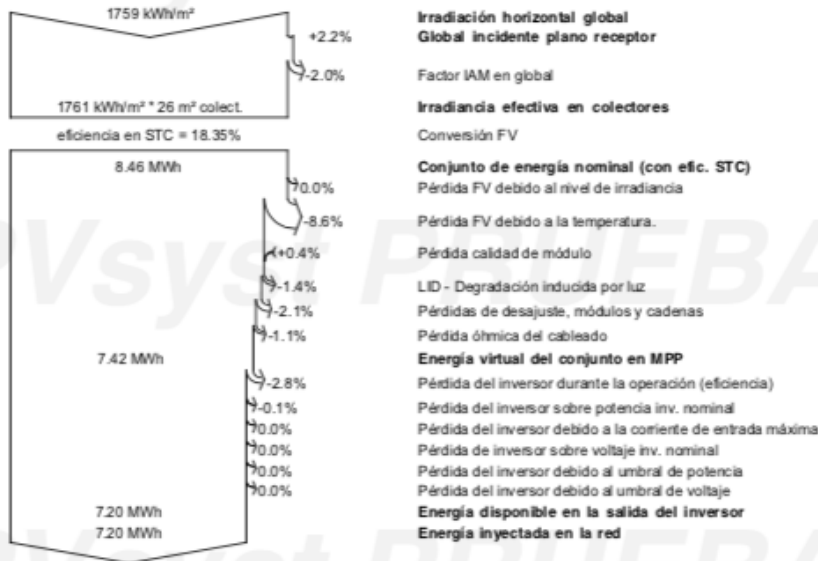 1759 kWh/m² Irradiación horizontal global
+2.2% Global incidente plano receptor
-2.0% Factor IAM en global
1761 kWh/m² * 26 m² colect. Irradiancia efectiva en colectores
eficiencia en STC = 18.35% Conversión FV
8.46 MWh Conjunto de energía nominal (con efic. STC)
0.0% Pérdida FV debido al nivel de irradiancia
-8.6% Pérdida FV debido a la temperatura.
+0.4% Pérdida calidad de módulo
-1.4% LID - Degradación inducida por luz
-2.1% Pérdidas de desajuste, módulos y cadenas
-1.1% Pérdida óhmica del cableado
7.42 MWh Energía virtual del conjunto en MPP
-2.8% Pérdida del inversor durante la operación (eficiencia)
-0.1% Pérdida del inversor sobre potencia inv. nominal
0.0% Pérdida del inversor debido a la corriente de entrada máxima
0.0% Pérdida de inversor sobre voltaje inv. nominal
0.0% Pérdida del inversor debido al umbral de potencia
0.0% Pérdida del inversor debido al umbral de voltaje
7.20 MWh Energía disponible en la salida del inversor
7.20 MWh Energía inyectada en la red
PVsyst PRUEBA
PVsyst PRUEBA